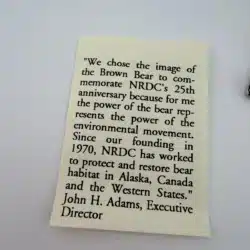 "We chose the image of
the Brown Bear to com-
memorate NRDC's 25th
anniversary because for me
the power of the bear rep-
resents the power of the
environmental movement.
Since our founding in
1970, NRDC has worked
to protect and restore bear
habitat in Alaska, Canada
and the Western States."
John H. Adams, Executive
Director